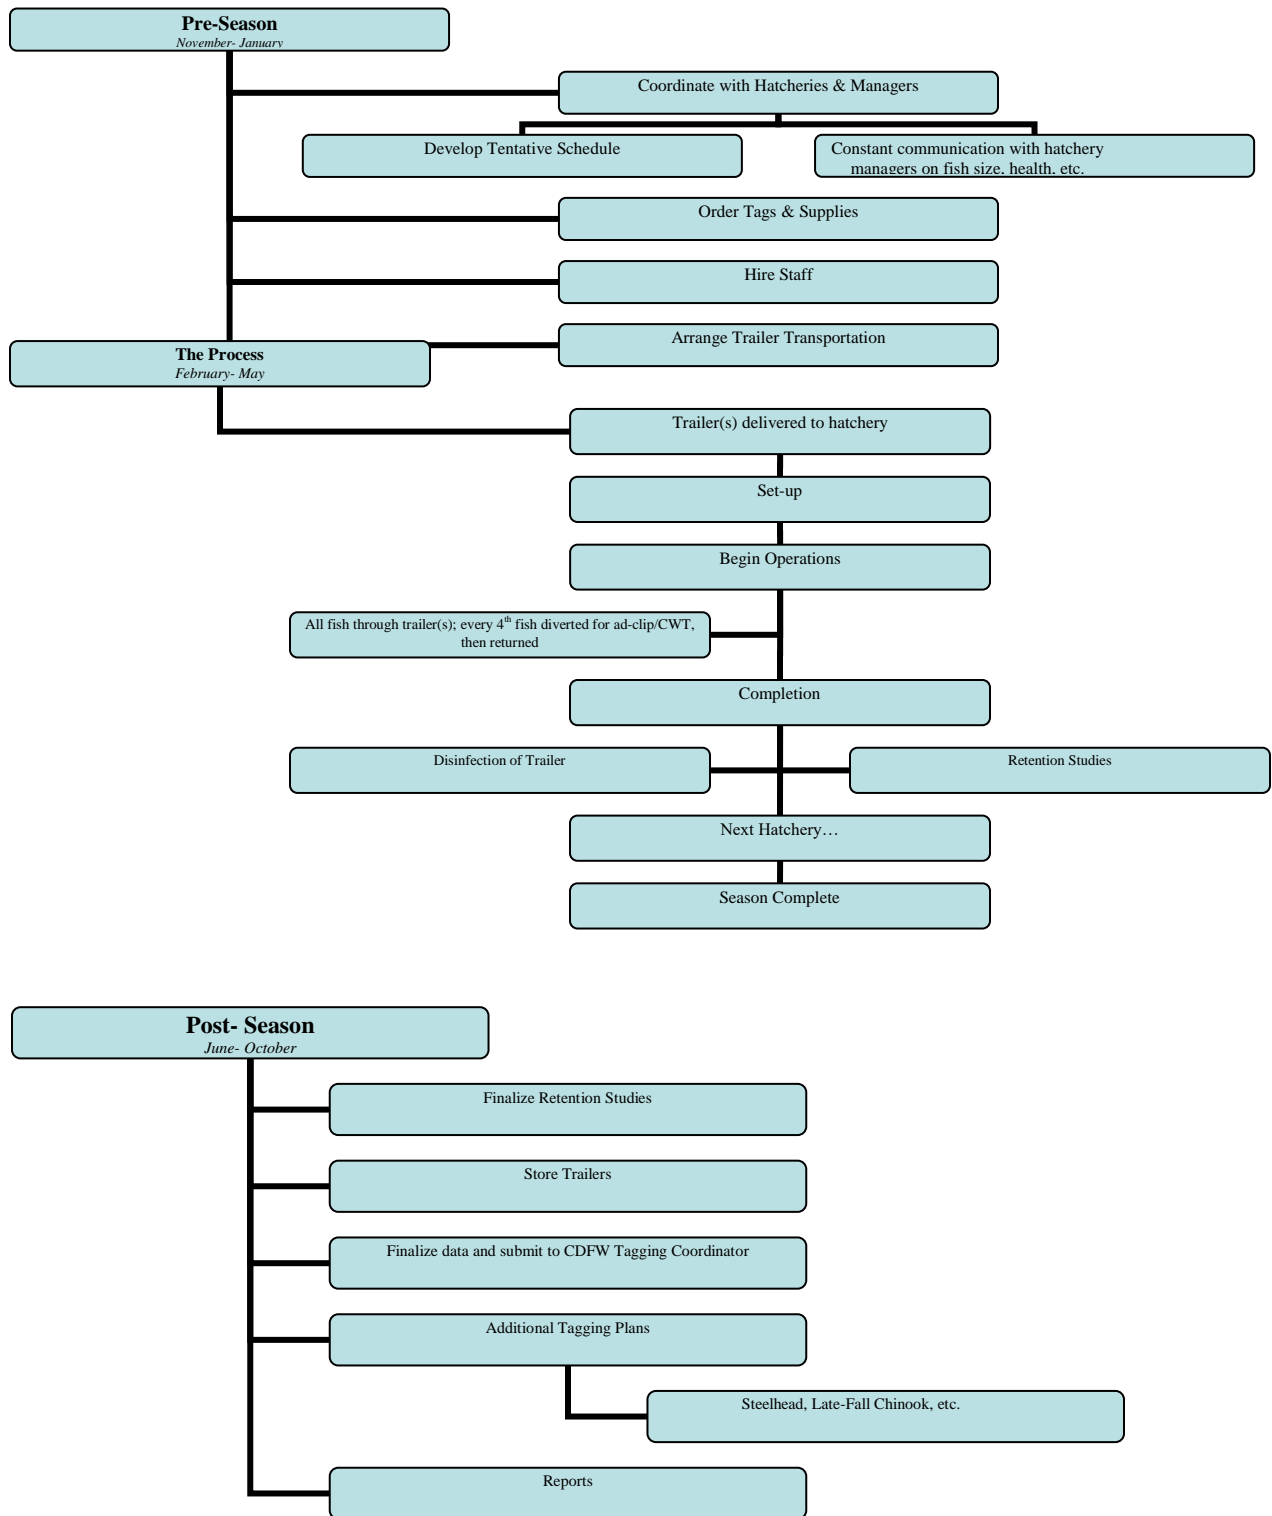 Pre-Season
November- January
Coordinate with Hatcheries & Managers
Develop Tentative Schedule
Constant communication with hatchery
managers on fish size, health, etc.
Order Tags & Supplies
Hire Staff
Arrange Trailer Transportation
The Process
February- May
Trailer(s) delivered to hatchery
Set-up
Begin Operations
All fish through trailer(s); every 4th fish diverted for ad-clip/CWT,
then returned
Completion
Disinfection of Trailer
Retention Studies
Next Hatchery…
Season Complete
Post- Season
June- October
Finalize Retention Studies
Store Trailers
Finalize data and submit to CDFW Tagging Coordinator
Additional Tagging Plans
Steelhead, Late-Fall Chinook, etc.
Reports